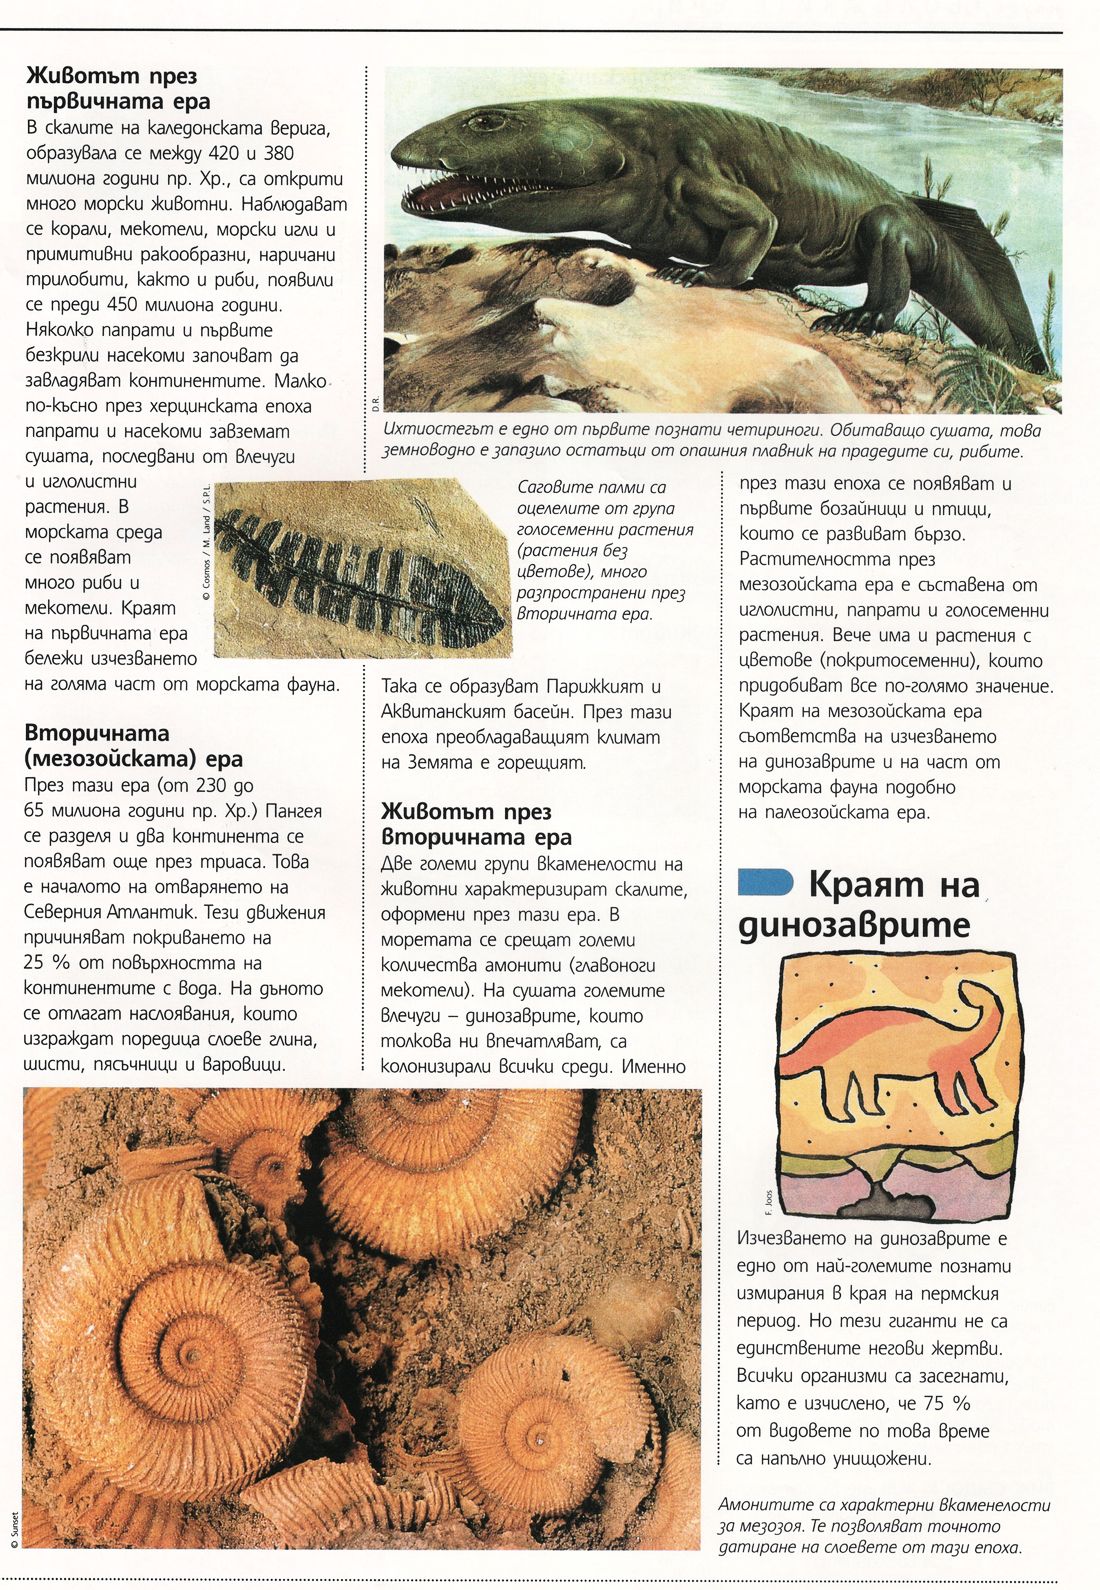 Животът през
първичната ера
В скалите на каледонската верига,
образувала се между 420 и 380
милиона години пр. Хр., са открити
много морски животни. Наблюдават
се корали, мекотели, морски игли и
примитивни ракообразни, наричани
трилобити, както и риби, появили
се преди 450 милиона години.
Няколко папрати и първите
безкрили насекоми започват да
завладяват континентите. Малко
по-късно през херцинската епоха
папрати и насекоми завземат
сушата, последвани от влечуги
и иглолистни
растения. В
морската среда
се появяват
много риби и
мекотели. Краят
на първичната ера
бележи изчезването
на голяма част от морската фауна.
Вторичната
(мезозойската) ера
През тази ера (от 230 до
65 милиона години пр. Хр.) Пангея
се разделя и два континента се
появяват още през триаса. Това
е началото на отварянето на
Северния Атлантик. Тези движения
причиняват покриването на
25 % от повърхността на
континентите с вода. На дъното
се отлагат наслоявания, които
изграждат поредица слоеве глина,
шисти, пясъчници и варовици.
D.R.
Ихтиостегът е едно от първите познати четириноги. Обитаващо сушата, това
земноводно е запазило остатъци от опашния плавник на прадедите си, рибите.
© Cosmos / M. Land / S.P.L.
Саговите палми са
оцелелите от група
голосеменни растения
(растения без
цветове), много
разпространени през
вторичната ера.
Така се образуват Парижкият и
Аквитанският басейн. През тази
епоха преобладаващият климат
на Земята е горещият.
Животът през
вторичната ера
Две големи групи вкаменелости на
животни характеризират скалите,
оформени през тази ера. В
моретата се срещат големи
количества амонити (главоноги
мекотели). На сушата големите
влечуги – динозаврите, които
толкова ни впечатляват, са
колонизирали всички среди. Именно
през тази епоха се появяват и
първите бозайници и птици,
които се развиват бързо.
Растителността през
мезозойската ера е съставена от
иглолистни, папрати и голосеменни
растения. Вече има и растения с
цветове (покритосеменни), които
придобиват все по-голямо значение.
Краят на мезозойската ера
съответства на изчезването
на динозаврите и на част от
морската фауна подобно
на палеозойската ера.
Краят на
динозаврите
F. Joos
Изчезването на динозаврите е
едно от най-големите познати
измирания в края на пермския
период. Но тези гиганти не са
единствените негови жертви.
Всички организми са засегнати,
като е изчислено, че 75 %
от видовете по това време
са напълно унищожени.
© Sunset
Амонитите са характерни вкаменелости
за мезозоя. Те позволяват точното
датиране на слоевете от тази епоха.